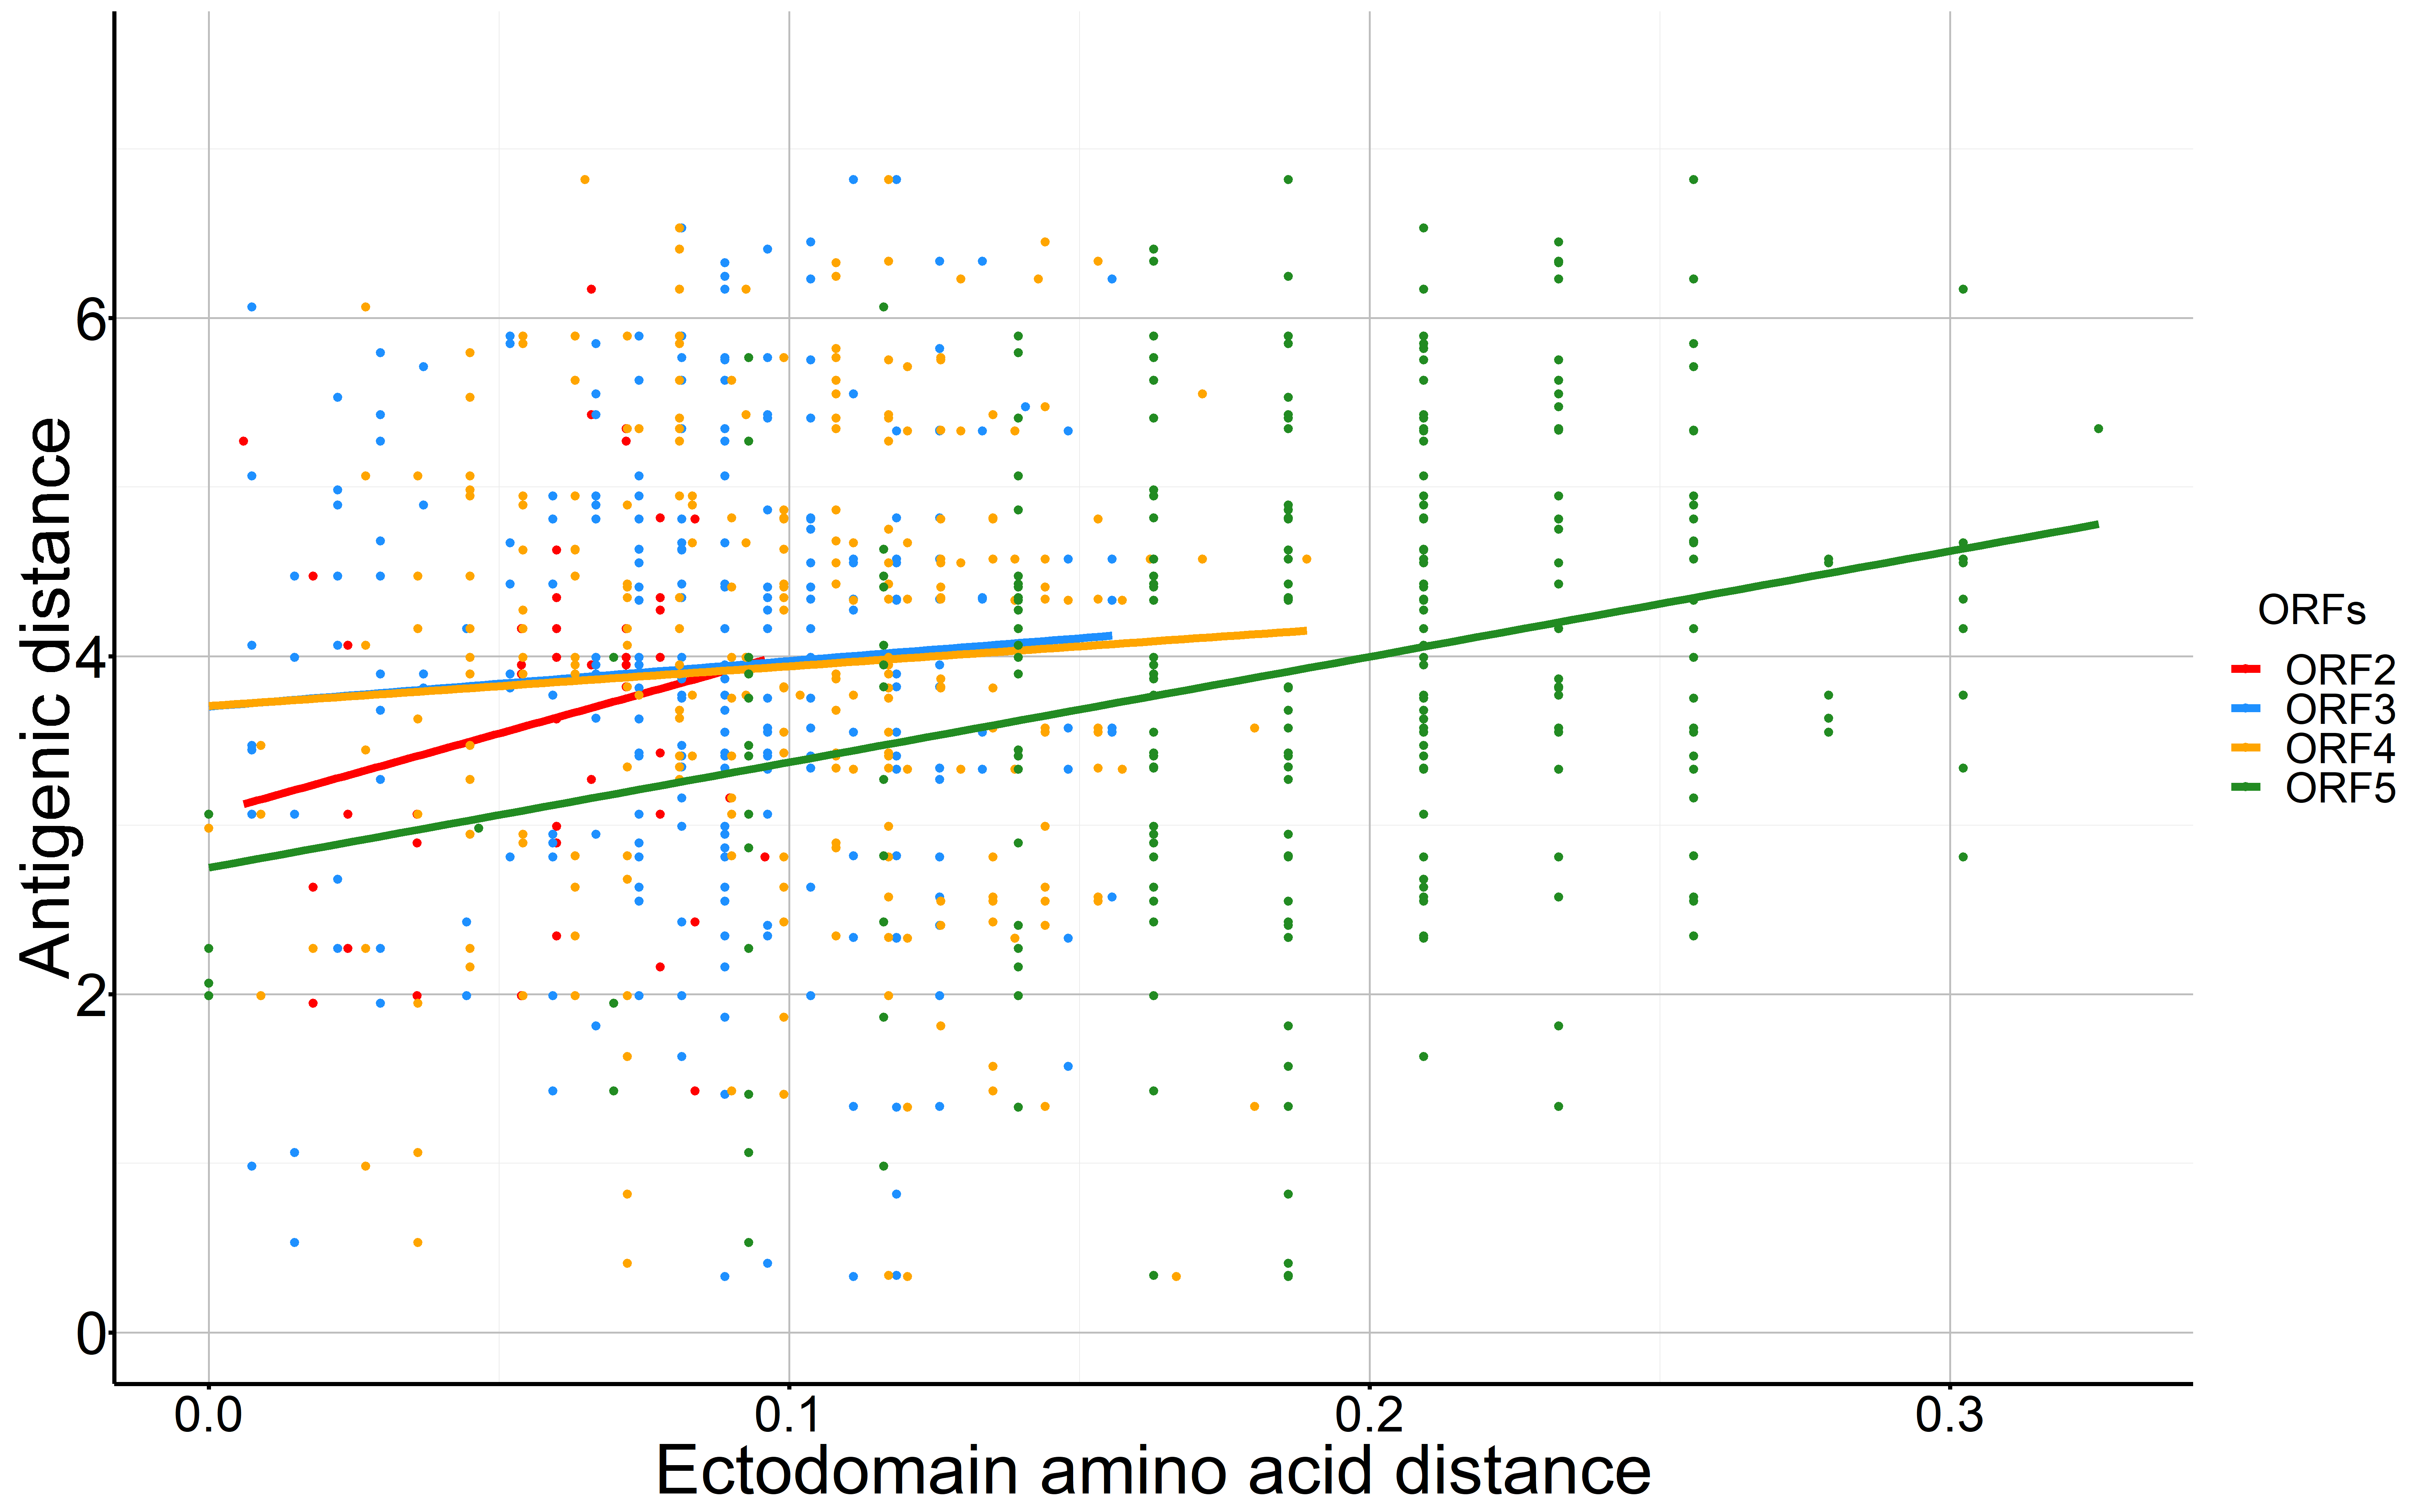 Antigenic distance
6
4
2
0
0.0
0.1
0.2
0.3
Ectodomain amino acid distance
ORFs
ORF2
ORF3
ORF4
ORF5